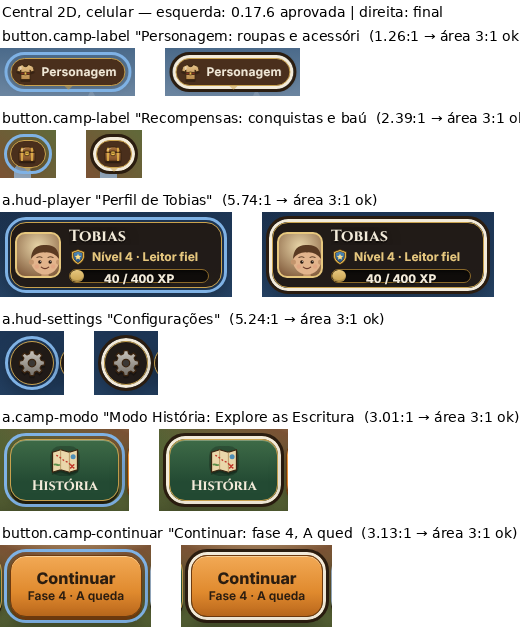 Central 2D, celular — esquerda: 0.17.6 aprovada | direita: final
button.camp-label "Personagem: roupas e acessóri  (1.26:1 → área 3:1 ok
Personagem Personagem
button.camp-label "Recompensas: conquistas e baú  (2.39:1 → área 3:1 ok
a.hud-player "Perfil de Tobias"  (5.74:1 → área 3:1 ok)
TOBIAS TOBIAS
Nível 4 · Leitor fiel Nível 4 · Leitor fiel
40 / 400 XP 40 / 400 XP
a.hud-settings "Configurações"  (5.24:1 → área 3:1 ok)
a.camp-modo "Modo História: Explore as Escritura  (3.01:1 → área 3:1 ok)
HISTÓRIA HISTÓRIA
button.camp-continuar "Continuar: fase 4, A qued  (3.13:1 → área 3:1 ok)
Continuar Continuar
Fase 4 · A queda Fase 4 · A queda